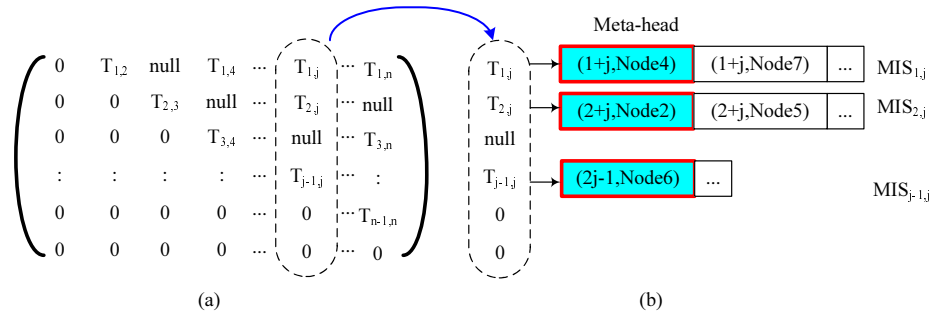 Meta-head
0 T1,2 null T1,4 ... T1,j ... T1,n
0 0 T2,3 null ... T2,j ... null
0 0 0 T3,4 ... null T3,n
: : : : ... Tj-1,j :
0 0 0 0 ... 0 ... Tn-1,n
0 0 0 0 ... 0 ... 0
(a)
T1,j (1+j,Node4) (1+j,Node7) ... MIS1,j
T2,j (2+j,Node2) (2+j,Node5) ... MIS2,j
null
Tj-1,j (2j-1,Node6) ... MISj-1,j
0
0
(b)